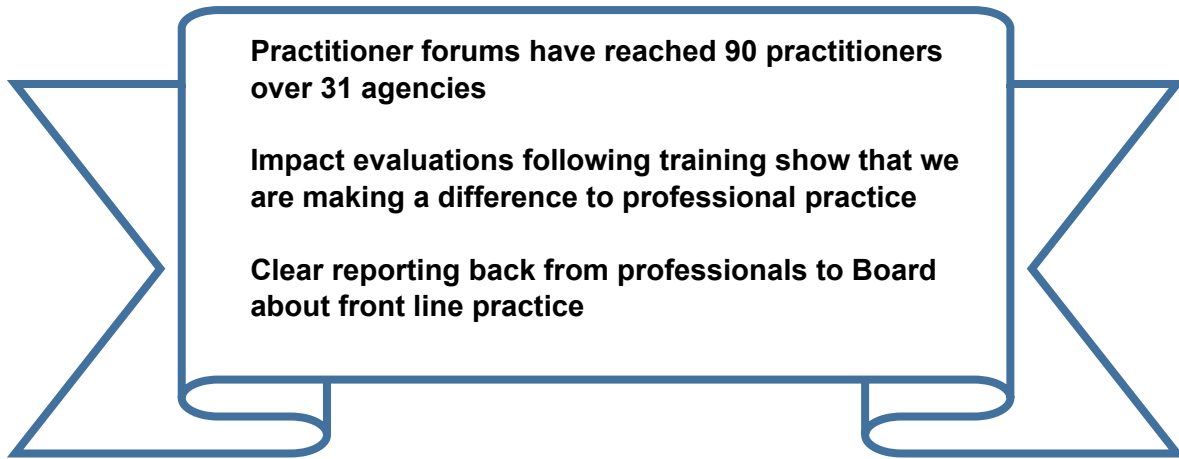 Practitioner forums have reached 90 practitioners
over 31 agencies
Impact evaluations following training show that we
are making a difference to professional practice
Clear reporting back from professionals to Board
about front line practice